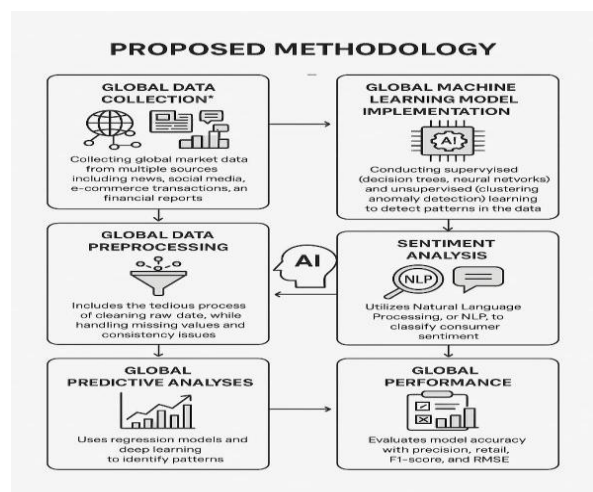 PROPOSED METHODOLOGY
GLOBAL DATA
COLLECTION*
Collecting global market data
from multiple sources
including news, social media,
e-commerce transactions, an
financial reports
GLOBAL MACHINE
LEARNING MODEL
IMPLEMENTATION
AI
Conducting supervyised
(decision trees, neural networks)
and unsupervised (clustering
anomaly detection) learning
to detect patterns in the data
GLOBAL DATA
PREPROCESSING
Includes the tedious process
of cleaning raw date, while
handling missing values and
consistency issues
AI
SENTIMENT
ANALYSIS
NLP
Utilizes Natural Language
Processing, or NLP, to
classify consumer
sentiment
GLOBAL
PREDICTIVE ANALYSES
Uses regression models and
deep learning
to identify patterns
GLOBAL
PERFORMANCE
Evaluates model accuracy
with precision, retail,
F1-score, and RMSE